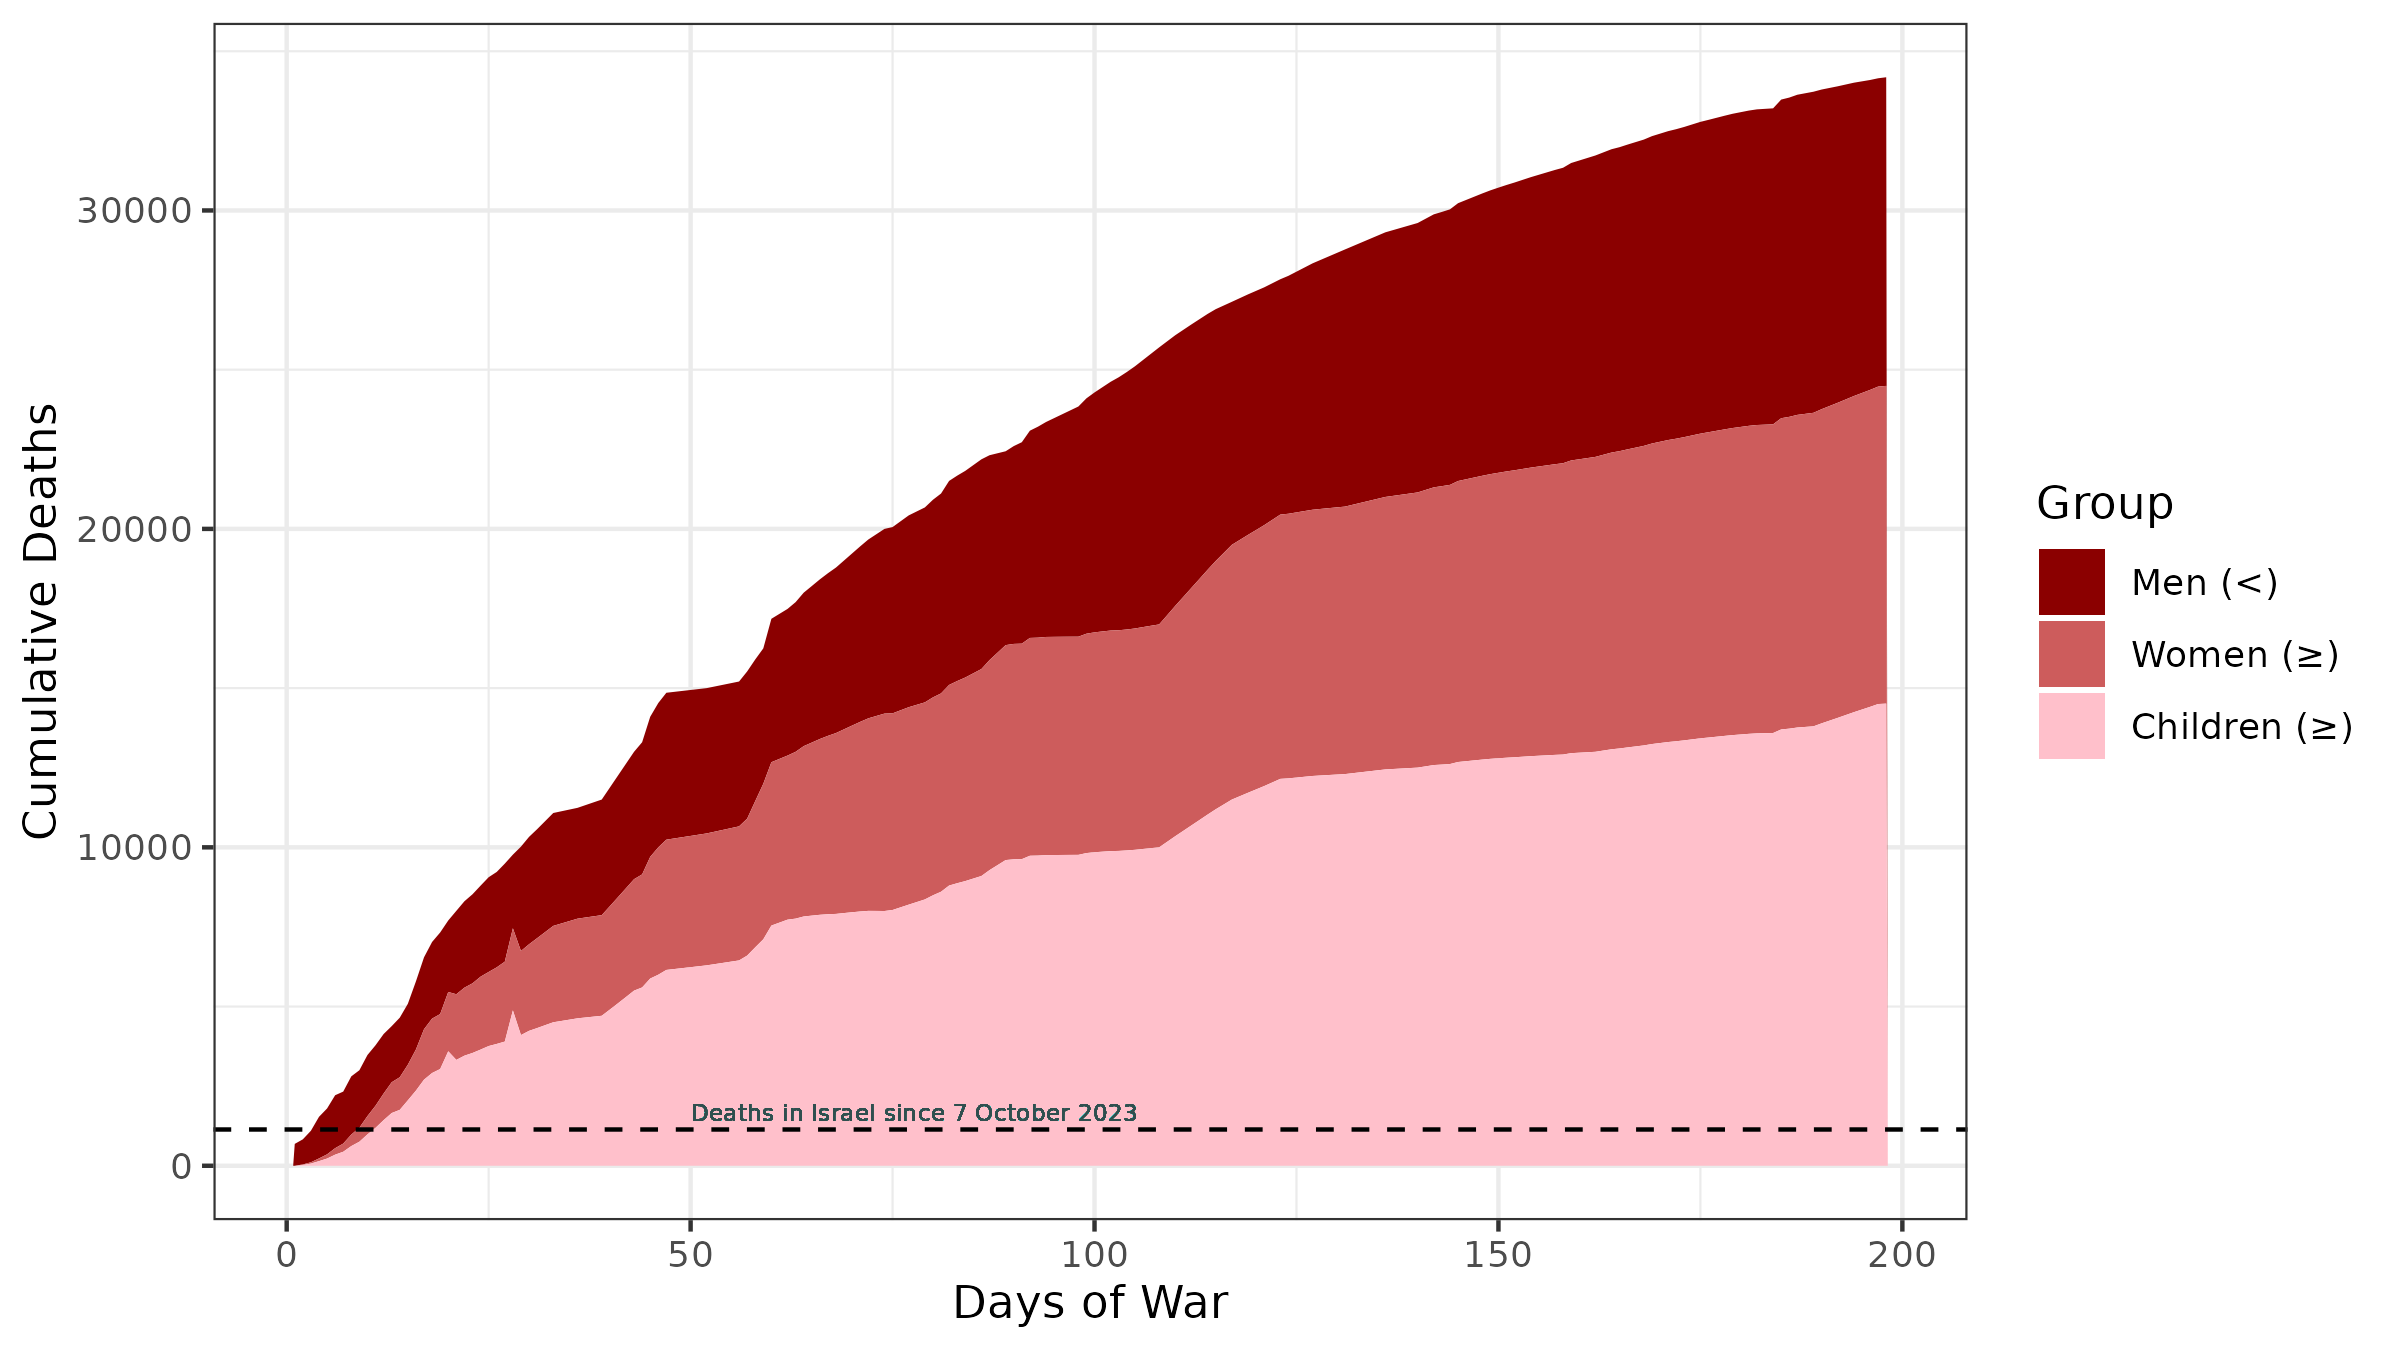 Cumulative Deaths
30000
20000
10000
0
Deaths in Israel since 7 October 2023
0 50 100 150 200
Days of War
Group
Men (<)
Women (≥)
Children (≥)